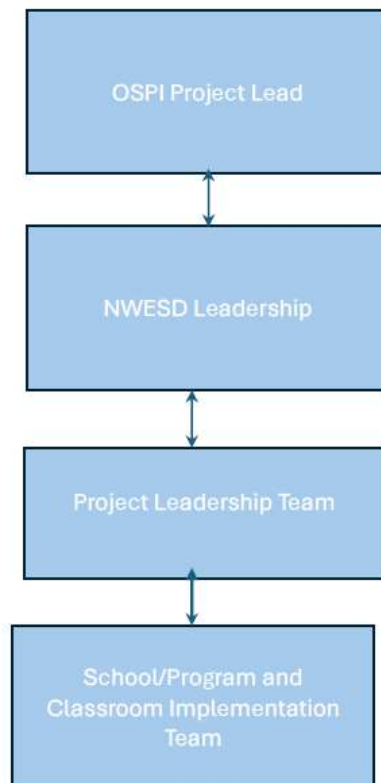 OSPI Project Lead
NWESD Leadership
Project Leadership Team
School/Program and
Classroom Implementation
Team